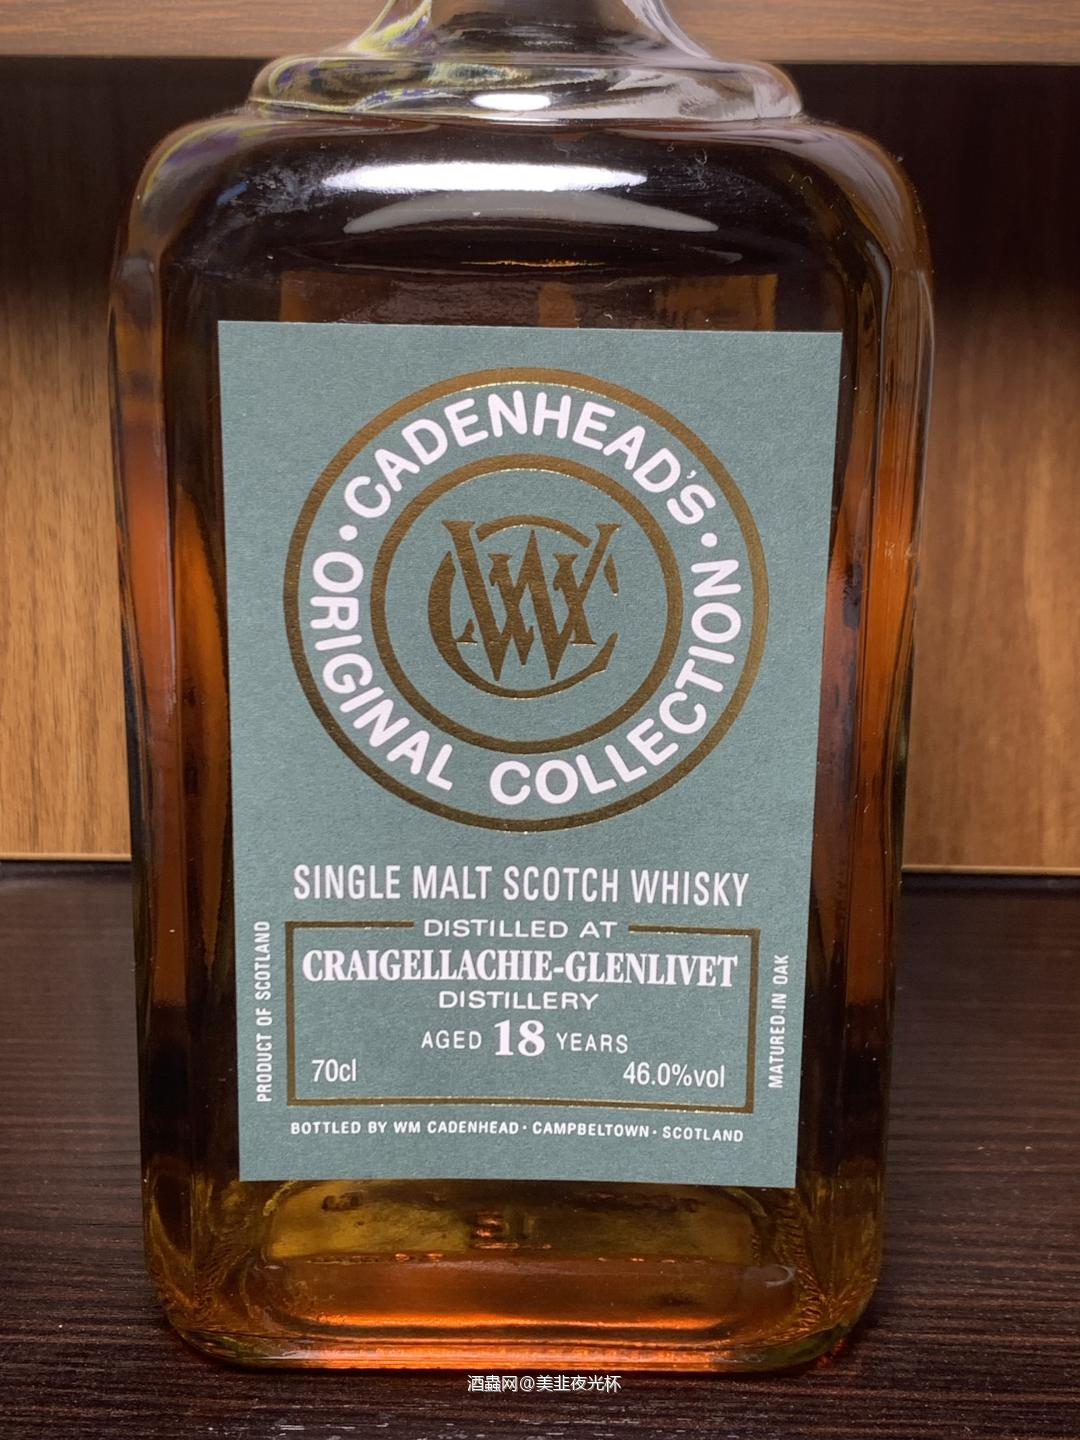 ·CADENHEAD'S·
ORIGINAL COLLECTION
SINGLE MALT SCOTCH WHISKY
DISTILLED AT
CRAIGELLACHIE-GLENLIVET
DISTILLERY
AGED 18 YEARS
70cl 46.0%vol
PRODUCT OF SCOTLAND
MATURED IN OAK
BOTTLED BY WM CADENHEAD · CAMPBELTOWN · SCOTLAND
酒蟲网@美韭夜光杯